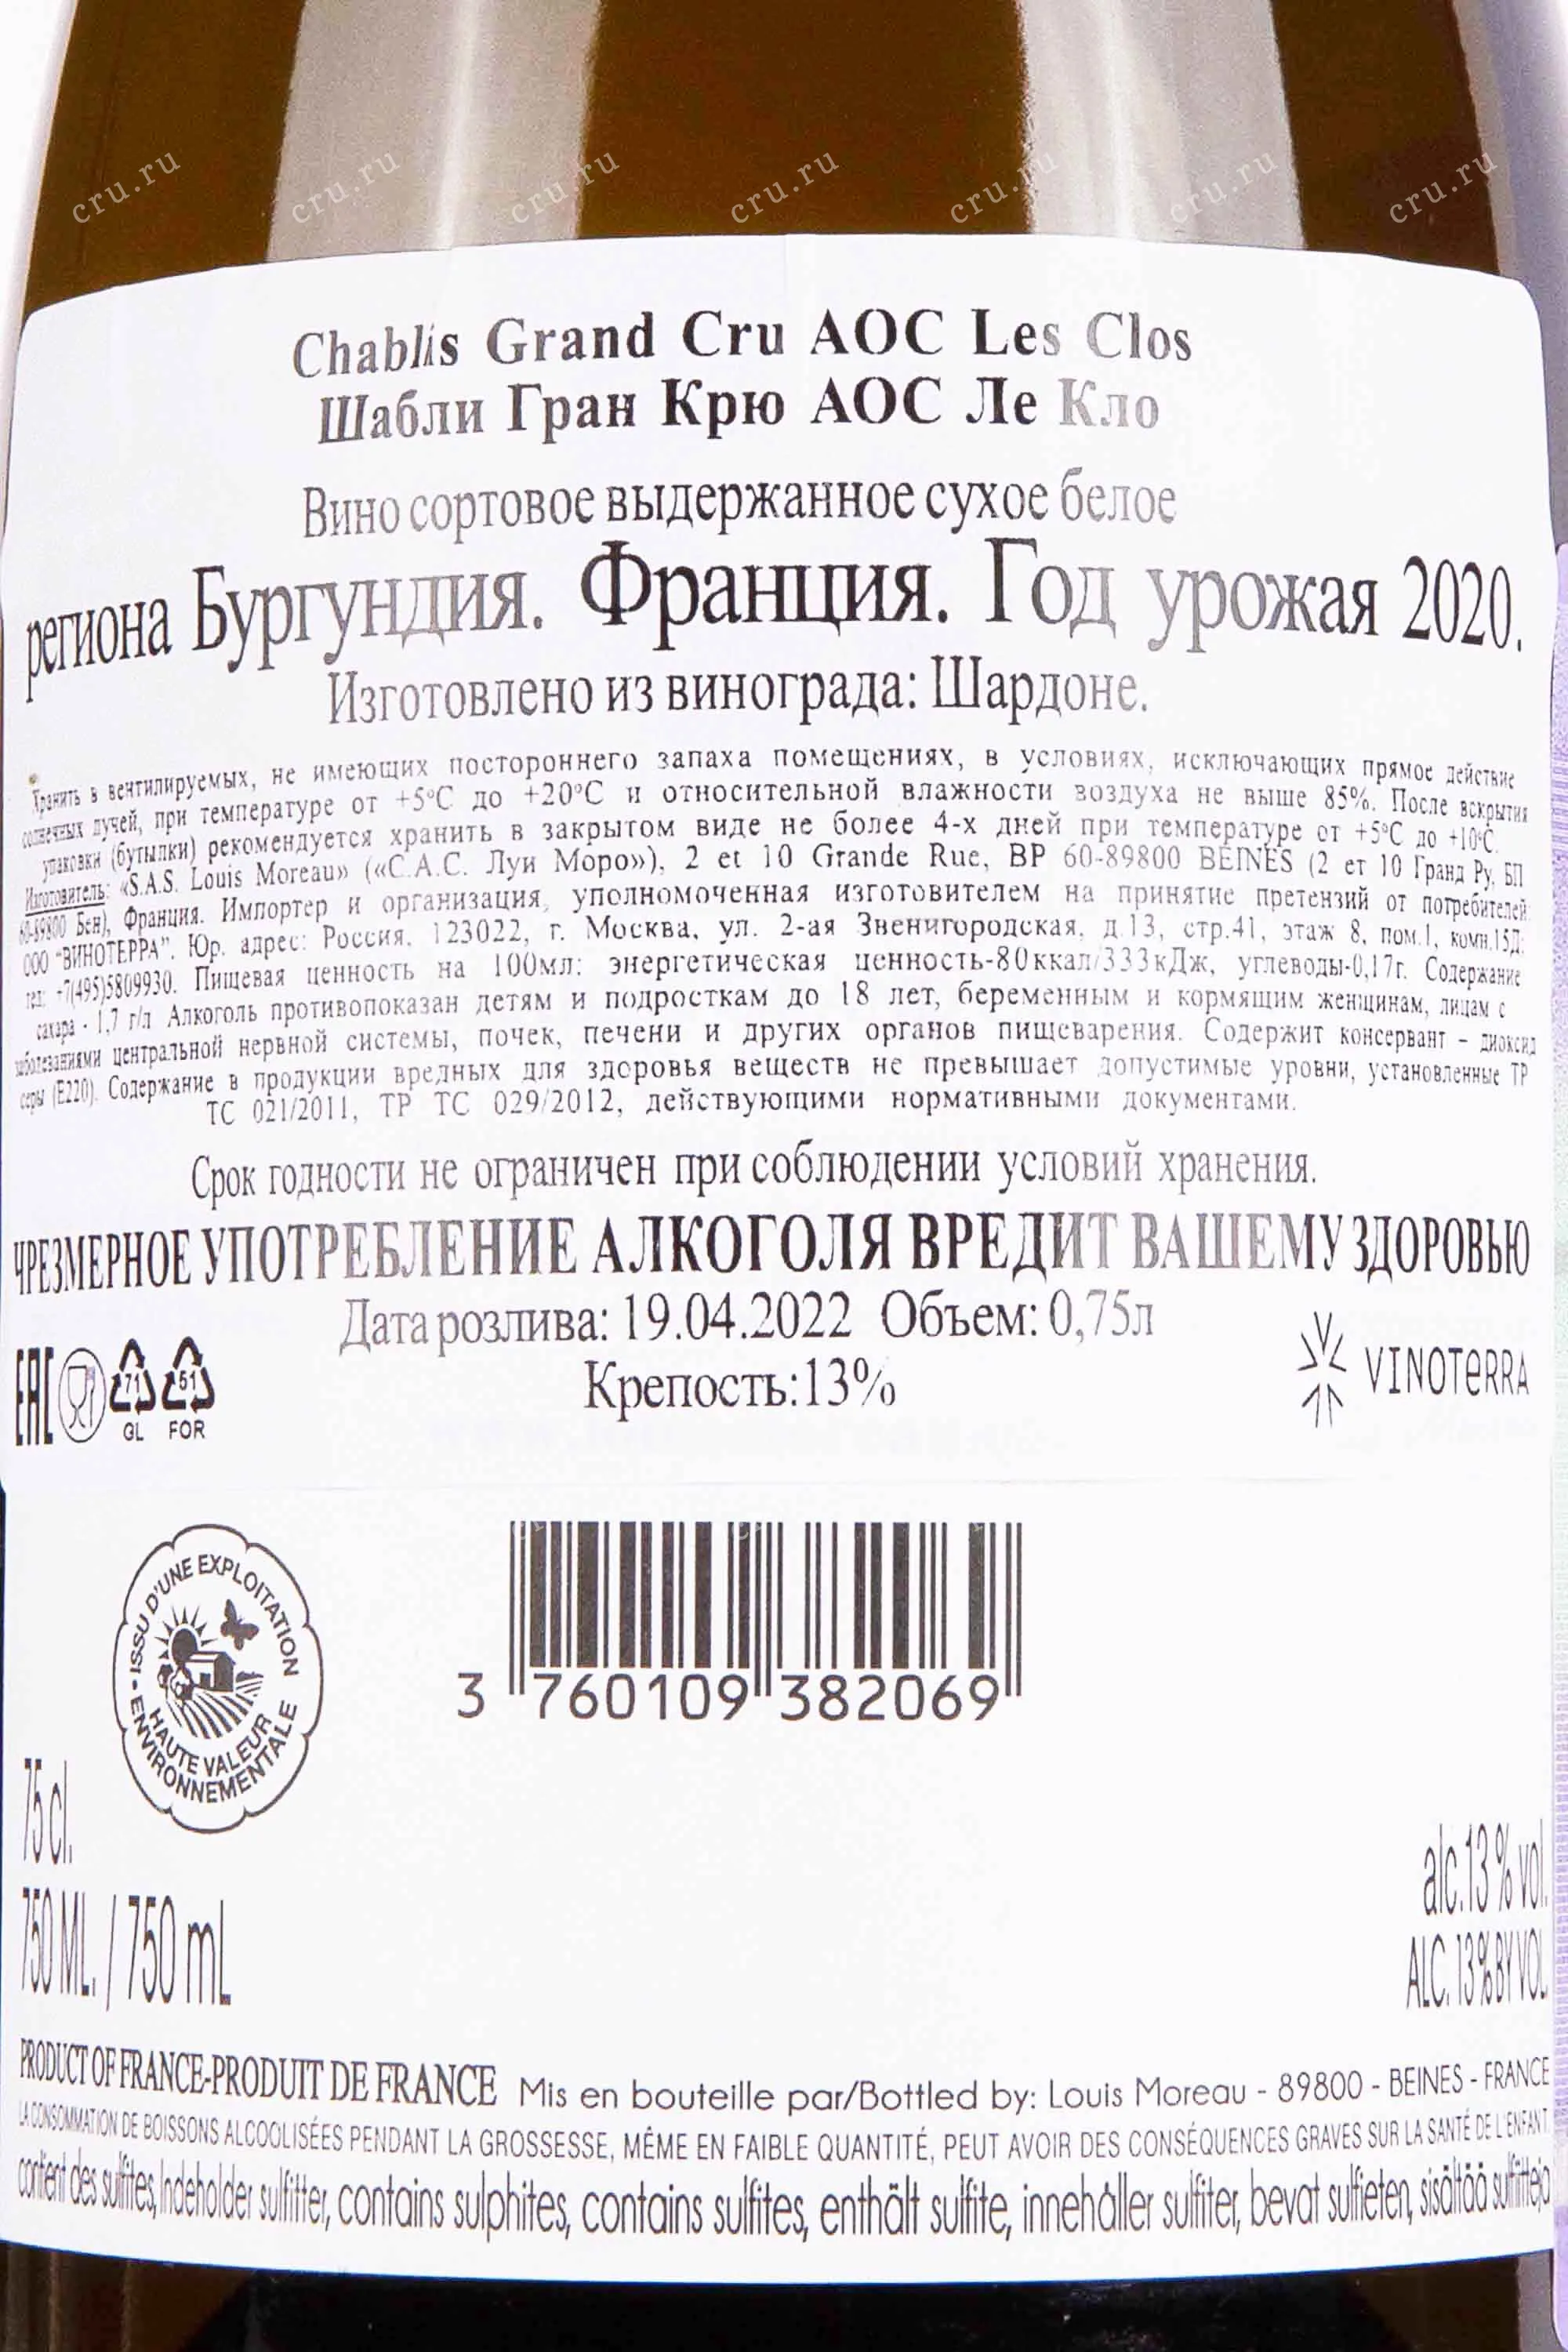 cru.ru cru.ru cru.ru cru.ru cru.ru cru.ru cru.ru
Chablis Grand Cru AOC Les Clos
Шабли Гран Крю АОС Ле Кло
Вино сортовое выдержанное сухое белое
региона Бургундия. Франция. Год урожая 2020.
Изготовлено из винограда: Шардоне.
Хранить в вентилируемых, не имеющих постороннего запаха помещениях, в условиях, исключающих прямое действие
солнечных лучей, при температуре от +5°С до +20°С и относительной влажности воздуха не выше 85%. После вскрытия
упаковки (бутылки) рекомендуется хранить в закрытом виде не более 4-х дней при температуре от +5°С до +10°С.
Изготовитель: «S.A.S. Louis Moreau» («С.А.С. Луи Моро»), 2 et 10 Grande Rue, BP 60-89800 BEINES (2 ет 10 Гранд Ру, БП
60-89800 Бен), Франция. Импортер и организация, уполномоченная изготовителем на принятие претензий от потребителей:
ООО "ВИНОТЕРРА". Юр. адрес: Россия, 123022, г. Москва, ул. 2-ая Звенигородская, д.13, стр.41, этаж 8, пом.1, комн.15Д;
тел: +7(495)5809930. Пищевая ценность на 100мл: энергетическая ценность-80ккал/333кДж, углеводы-0,17г. Содержание
сахара - 1,7 г/л Алкоголь противопоказан детям и подросткам до 18 лет, беременным и кормящим женщинам, лицам с
заболеваниями центральной нервной системы, почек, печени и других органов пищеварения. Содержит консервант – диоксид
серы (Е220). Содержание в продукции вредных для здоровья веществ не превышает допустимые уровни, установленные ТР
ТС 021/2011, ТР ТС 029/2012, действующими нормативными документами.
Срок годности не ограничен при соблюдении условий хранения.
ЧРЕЗМЕРНОЕ УПОТРЕБЛЕНИЕ АЛКОГОЛЯ ВРЕДИТ ВАШЕМУ ЗДОРОВЬЮ
Дата розлива: 19.04.2022 Объем: 0,75л
Крепость:13%
EAC 71 GL 51 FOR
VINOTERRA
ISSU D'UNE EXPLOITATION - HAUTE VALEUR ENVIRONNEMENTALE
3 760109 382069
75 cl.
750 ML. / 750 mL
alc.13 % vol.
ALC. 13%BY VOL
PRODUCT OF FRANCE-PRODUIT DE FRANCE Mis en bouteille par/Bottled by: Louis Moreau - 89800 - BEINES - FRANCE
LA CONSOMMATION DE BOISSONS ALCOOLISÉES PENDANT LA GROSSESSE, MÊME EN FAIBLE QUANTITÉ, PEUT AVOIR DES CONSÉQUENCES GRAVES SUR LA SANTÉ DE L'ENFANT
contient des sulfites, Indeholder sulfitter, contains sulphites, contains sulfites, enthält sulfite, innehåller sulfiter, bevat sulfieten, sisältää sulfiitteja